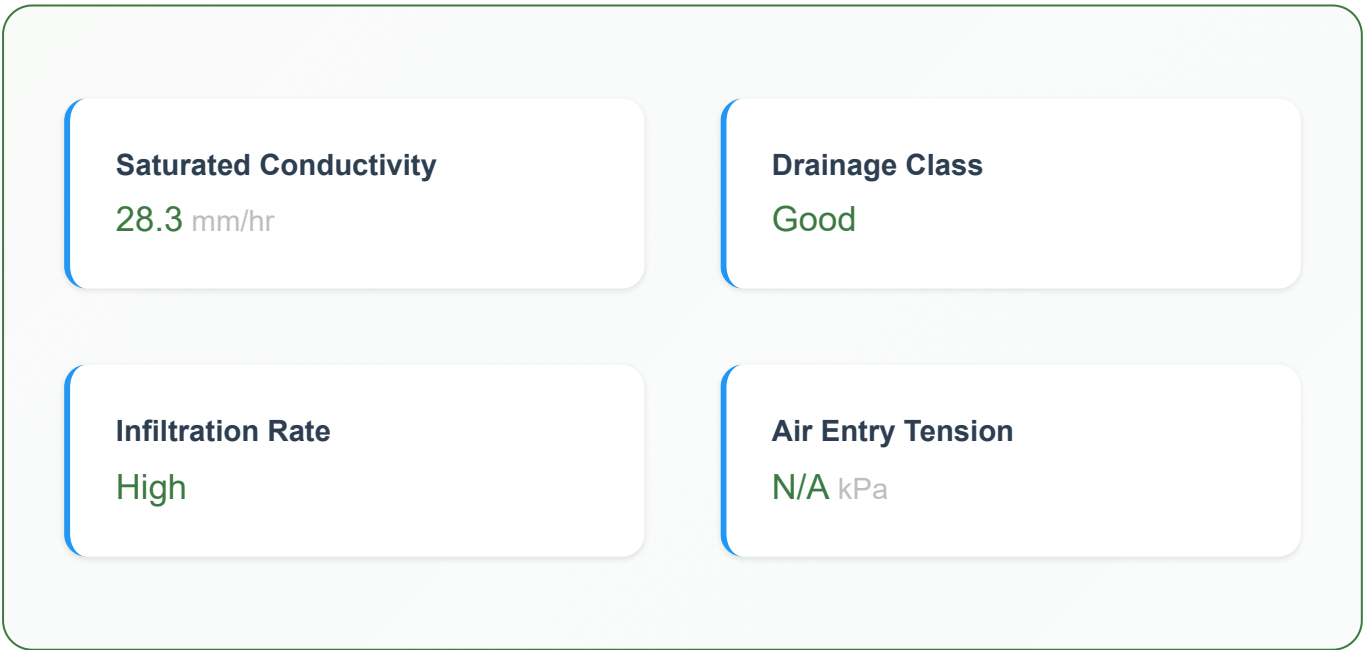 Saturated Conductivity
28.3 mm/hr
Drainage Class
Good
Infiltration Rate
High
Air Entry Tension
N/A kPa